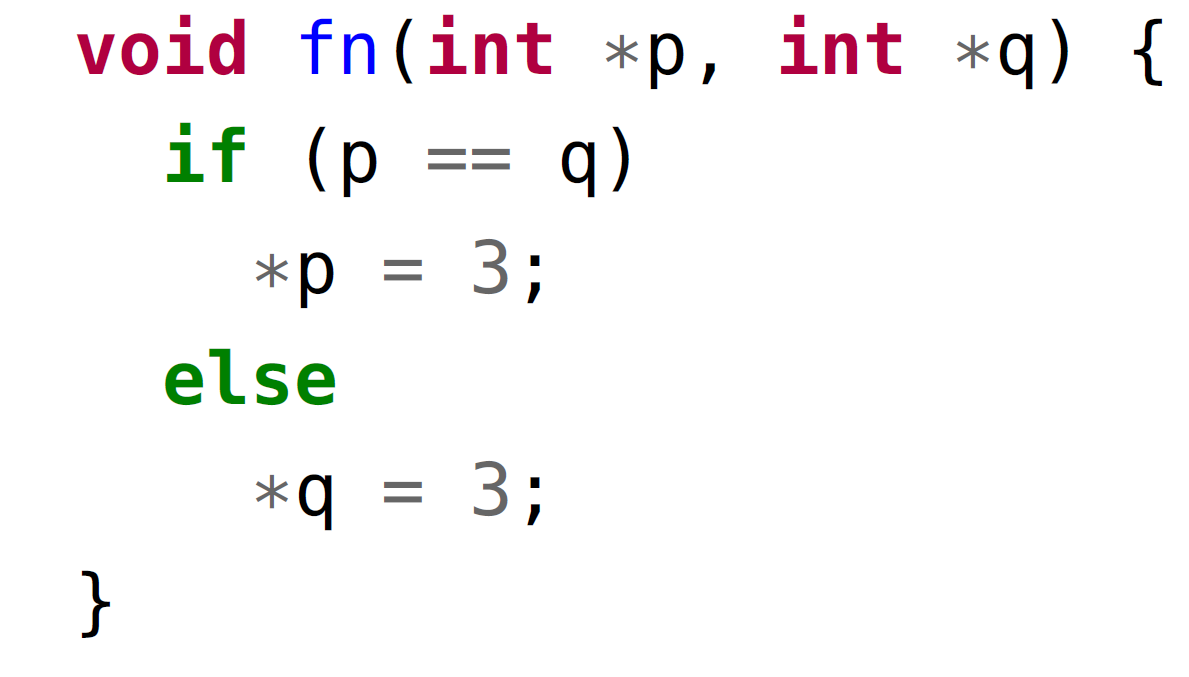 void fn(int *p, int *q) {
  if (p == q)
    *p = 3;
  else
    *q = 3;
}